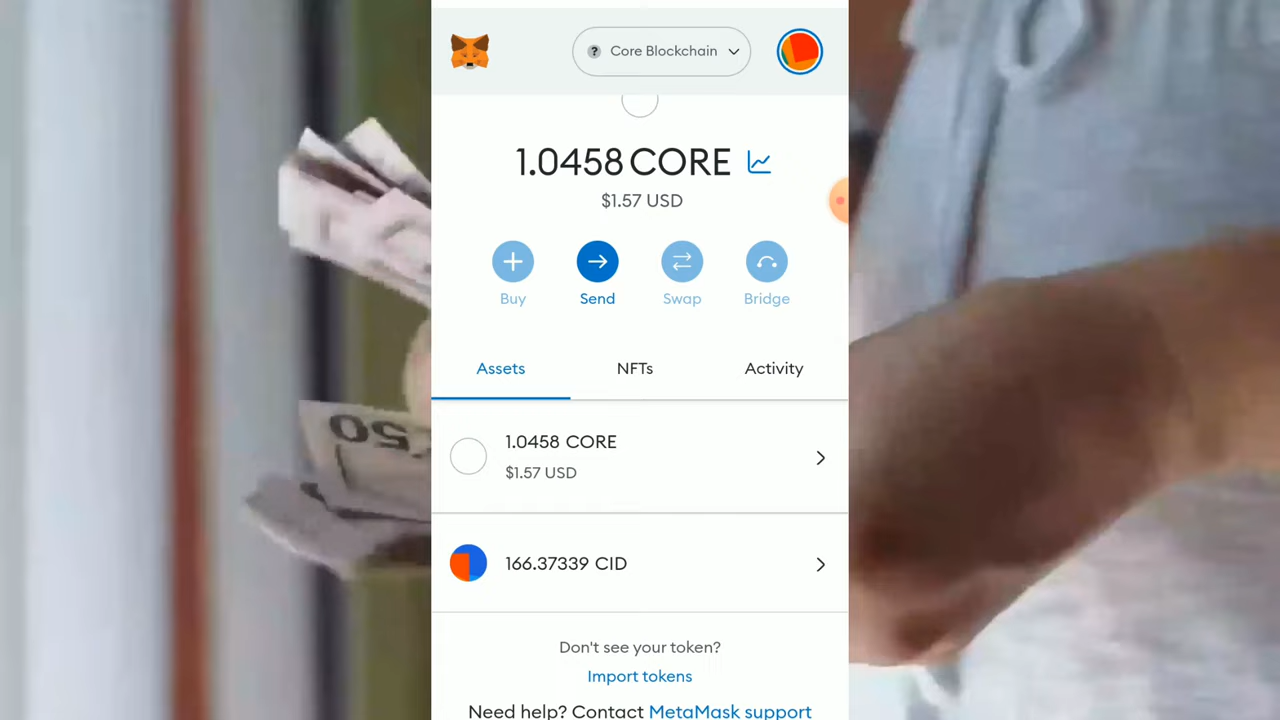 ? Core Blockchain
1.0458 CORE
$1.57 USD
Buy Send Swap Bridge
Assets NFTs Activity
1.0458 CORE
$1.57 USD
166.37339 CID
Don't see your token?
Import tokens
Need help? Contact MetaMask support
50